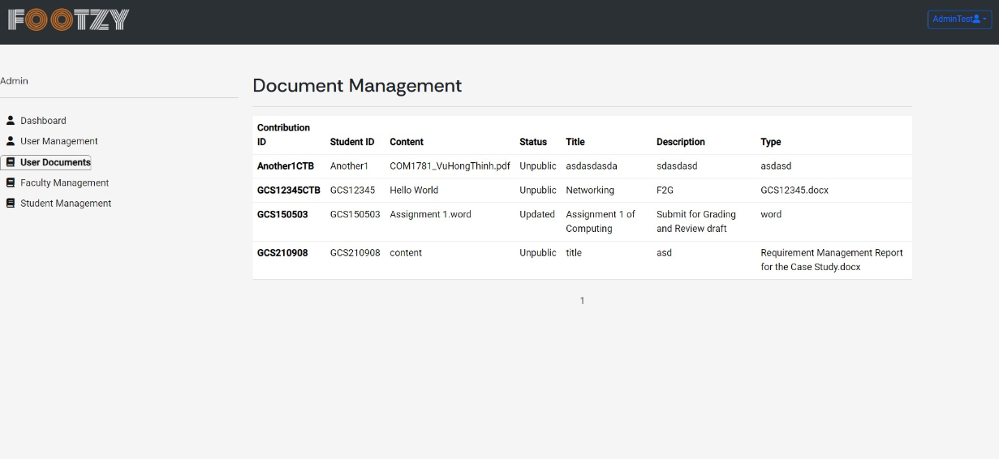 FOOTZY
AdminTest
Admin
Dashboard
User Management
User Documents
Faculty Management
Student Management
Document Management
Contribution
ID Student ID Content Status Title Description Type
Another1CTB Another1 COM1781_VuHongThinh.pdf Unpublic asdasdasda sdasdasd asdasd
GCS12345CTB GCS12345 Hello World Unpublic Networking F2G GCS12345.docx
GCS150503 GCS150503 Assignment 1.word Updated Assignment 1 of Submit for Grading word
Computing and Review draft
GCS210908 GCS210908 content Unpublic title asd Requirement Management Report
for the Case Study.docx
1